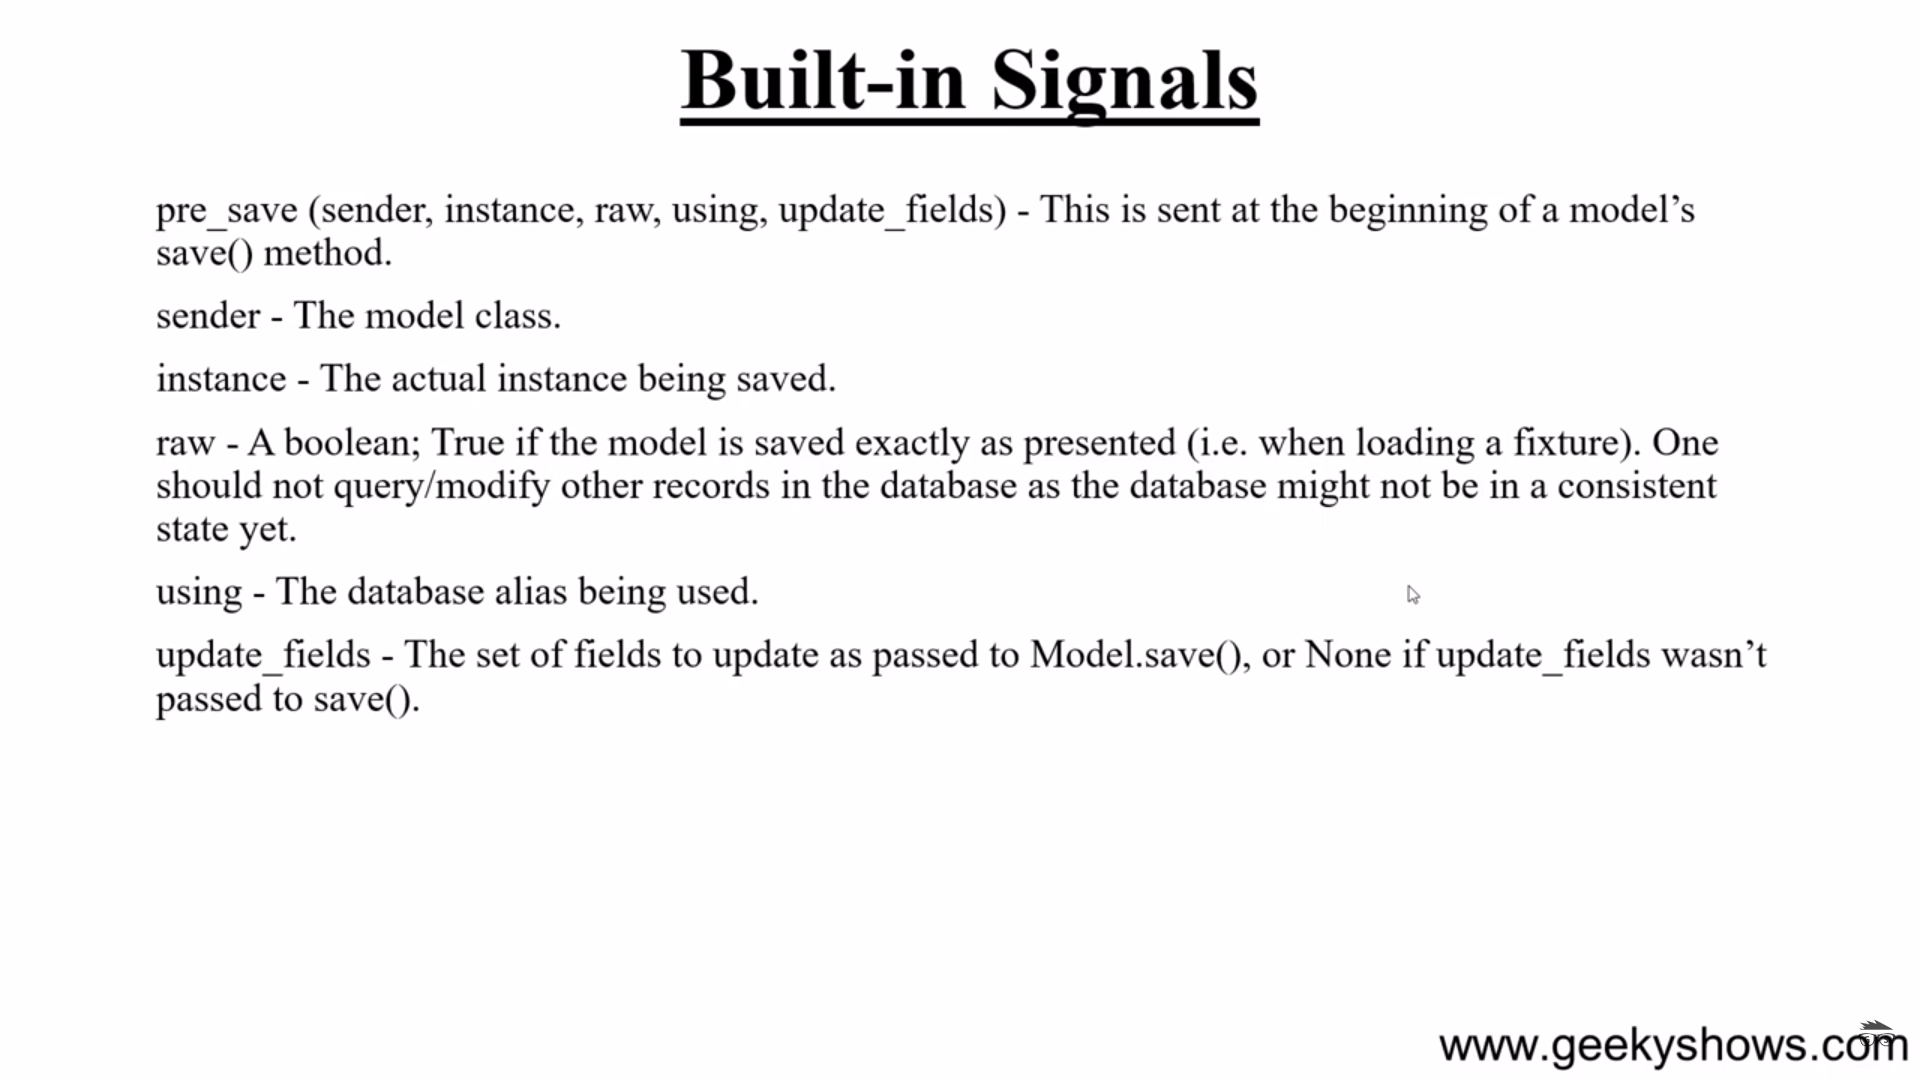 Built-in Signals
pre_save (sender, instance, raw, using, update_fields) - This is sent at the beginning of a model’s
save() method.
sender - The model class.
instance - The actual instance being saved.
raw - A boolean; True if the model is saved exactly as presented (i.e. when loading a fixture). One
should not query/modify other records in the database as the database might not be in a consistent
state yet.
using - The database alias being used.
update_fields - The set of fields to update as passed to Model.save(), or None if update_fields wasn’t
passed to save().
www.geekyshows.com